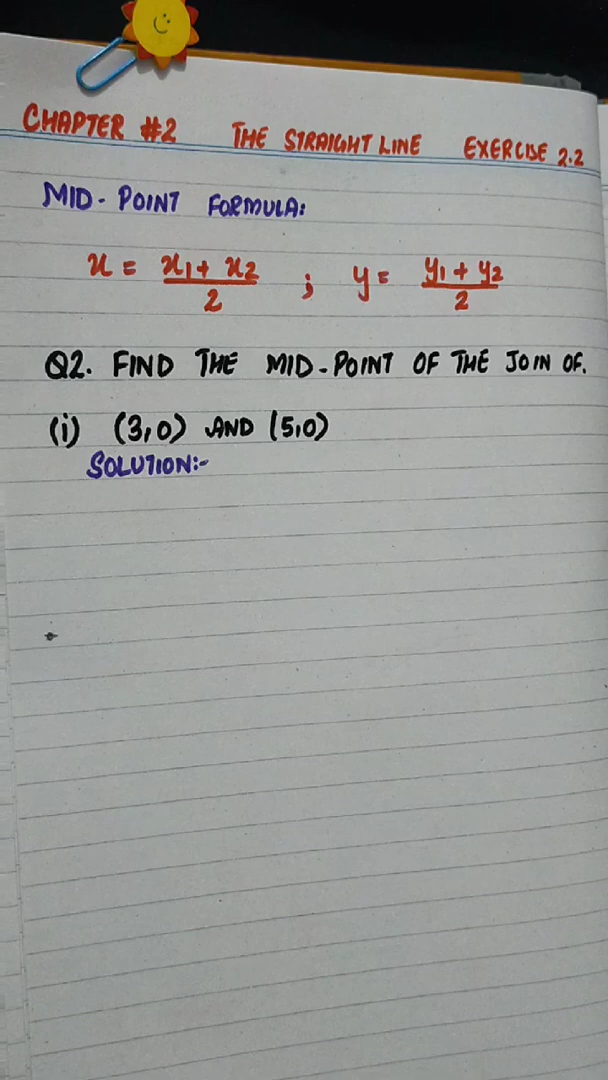 CHAPTER #2 THE STRAIGHT LINE EXERCISE 2.2
MID-POINT FORMULA:
x = x1 + x2 / 2 ; y = y1 + y2 / 2
Q2. FIND THE MID-POINT OF THE JOIN OF.
(i) (3,0) AND (5,0)
SOLUTION:-